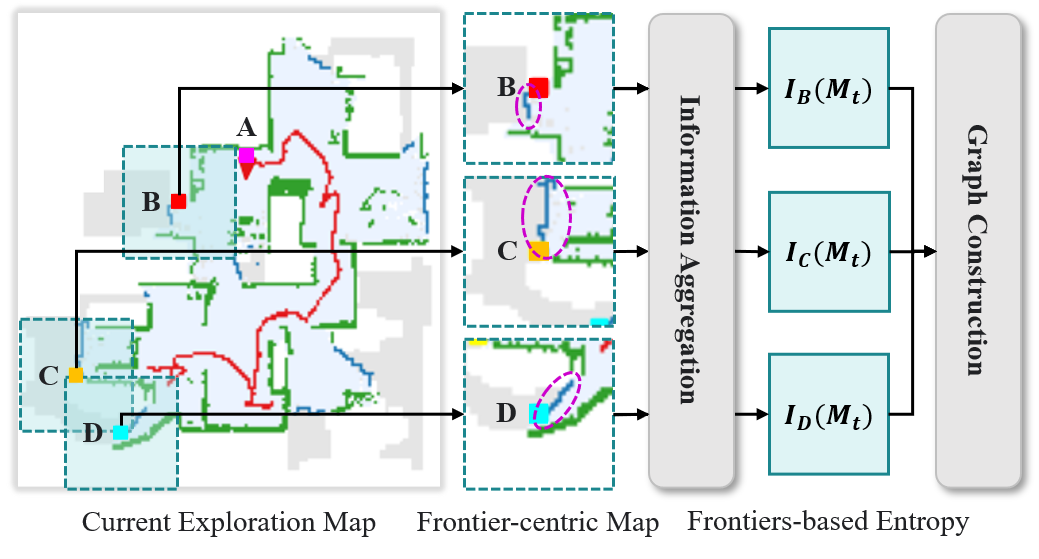 A
B
C
D
B
C
D
Information Aggregation
I_B(M_t)
I_C(M_t)
I_D(M_t)
Graph Construction
Current Exploration Map
Frontier-centric Map
Frontiers-based Entropy